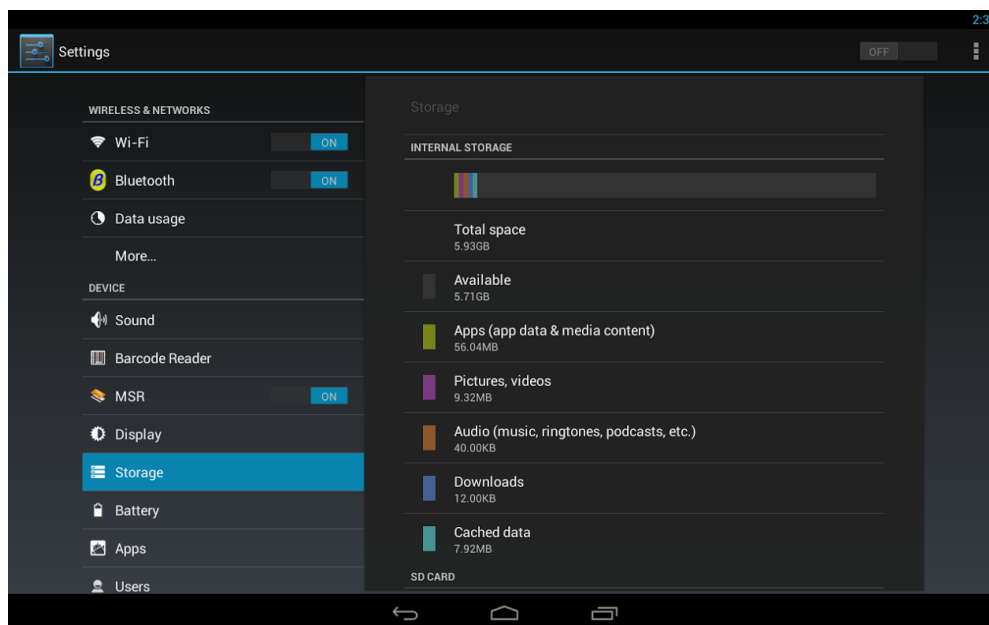 2:3
Settings
OFF
WIRELESS & NETWORKS
Wi-Fi
ON
Bluetooth
ON
Data usage
More...
DEVICE
Sound
Barcode Reader
MSR
ON
Display
Storage
Battery
Apps
Users
Storage
INTERNAL STORAGE
Total space
5.93GB
Available
5.71GB
Apps (app data & media content)
56.04MB
Pictures, videos
9.32MB
Audio (music, ringtones, podcasts, etc.)
40.00KB
Downloads
12.00KB
Cached data
7.92MB
SD CARD